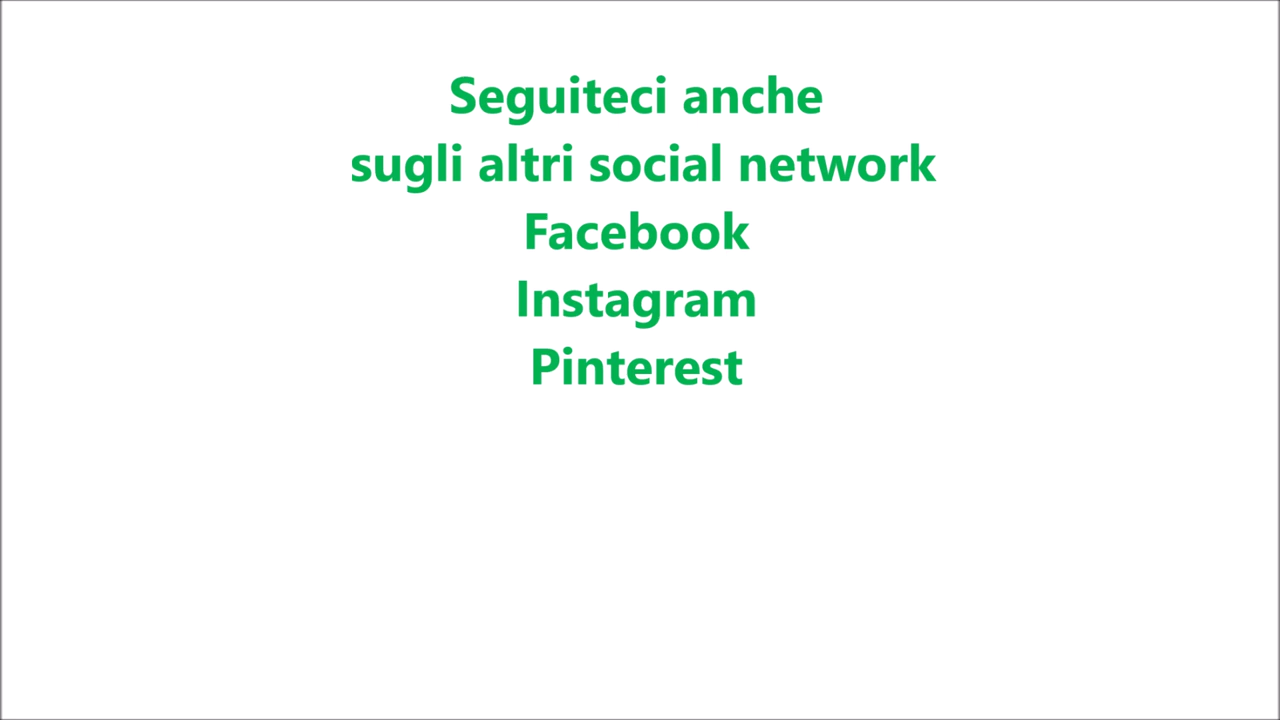 Seguiteci anche
sugli altri social network
Facebook
Instagram
Pinterest